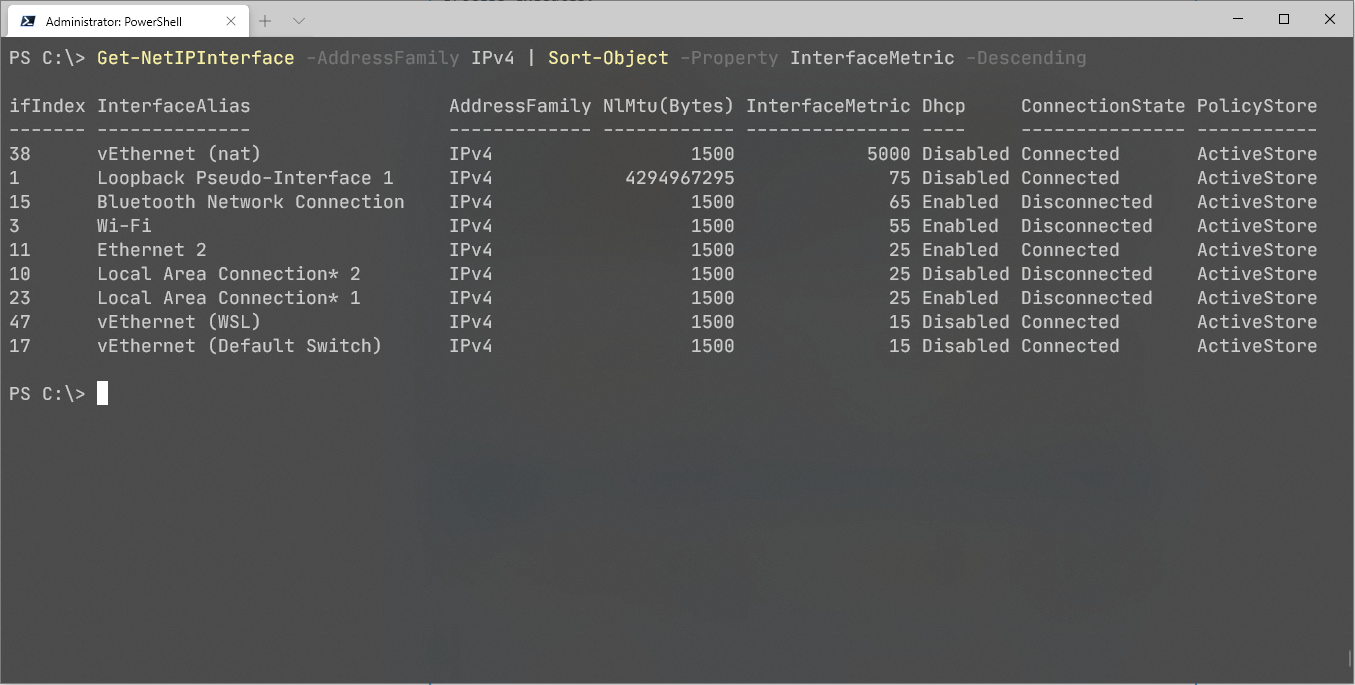 Administrator: PowerShell
PS C:\> Get-NetIPInterface -AddressFamily IPv4 | Sort-Object -Property InterfaceMetric -Descending
ifIndex InterfaceAlias                  AddressFamily NlMtu(Bytes) InterfaceMetric Dhcp     ConnectionState PolicyStore
------- --------------                  ------------- ------------ --------------- ----     --------------- -----------
38      vEthernet (nat)                 IPv4                  1500            5000 Disabled Connected       ActiveStore
1       Loopback Pseudo-Interface 1     IPv4            4294967295              75 Disabled Connected       ActiveStore
15      Bluetooth Network Connection    IPv4                  1500              65 Enabled  Disconnected    ActiveStore
3       Wi-Fi                           IPv4                  1500              55 Enabled  Disconnected    ActiveStore
11      Ethernet 2                      IPv4                  1500              25 Enabled  Connected       ActiveStore
10      Local Area Connection* 2        IPv4                  1500              25 Disabled Disconnected    ActiveStore
23      Local Area Connection* 1        IPv4                  1500              25 Enabled  Disconnected    ActiveStore
47      vEthernet (WSL)                 IPv4                  1500              15 Disabled Connected       ActiveStore
17      vEthernet (Default Switch)      IPv4                  1500              15 Disabled Connected       ActiveStore
PS C:\>